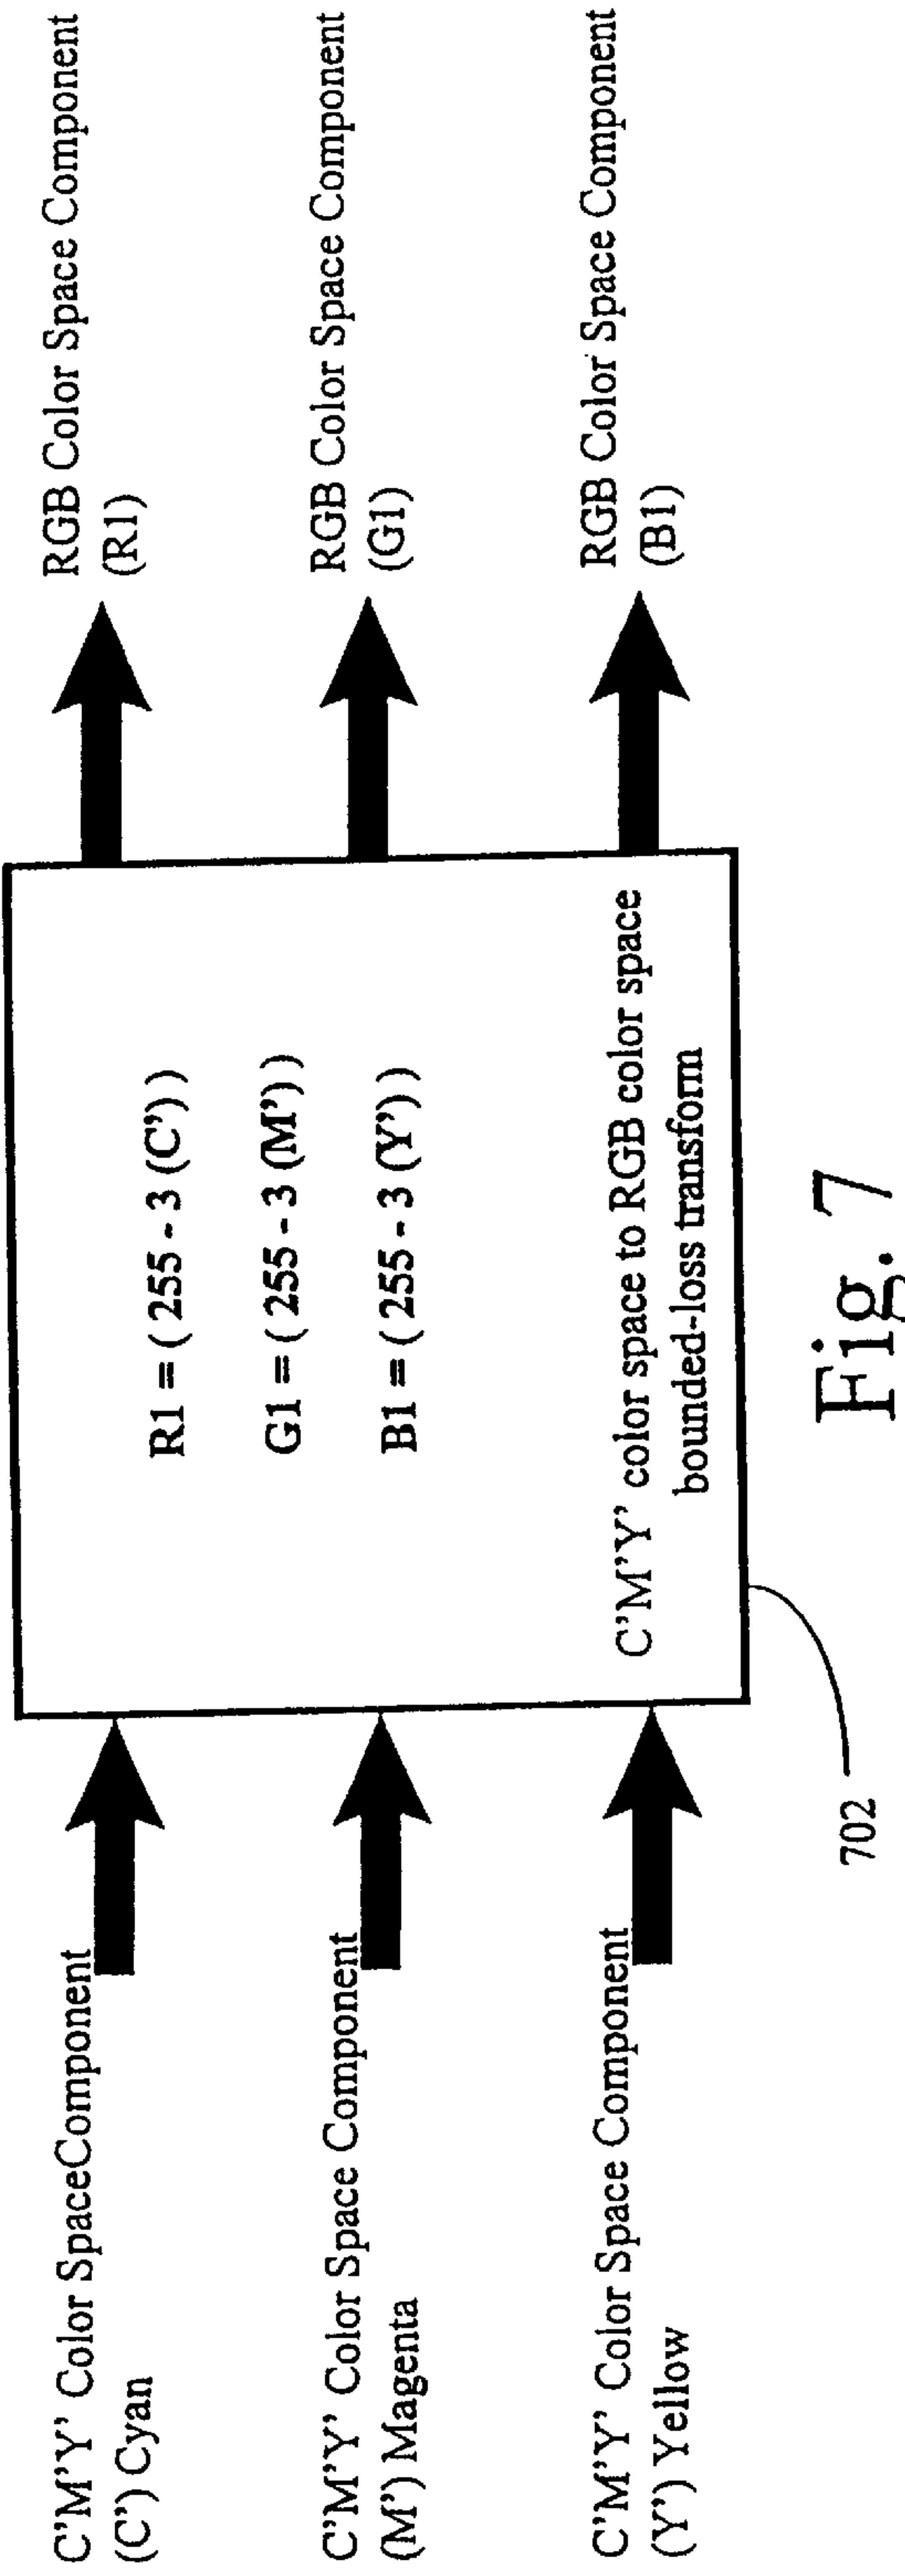 C'M'Y' Color SpaceComponent
(C') Cyan
C'M'Y' Color Space Component
(M') Magenta
C'M'Y' Color Space Component
(Y') Yellow
R1 = ( 255 - 3 (C') )
G1 = ( 255 - 3 (M') )
B1 = ( 255 - 3 (Y') )
C'M'Y' color space to RGB color space
bounded-loss transform
RGB Color Space Component
(R1)
RGB Color Space Component
(G1)
RGB Color Space Component
(B1)
702
Fig. 7